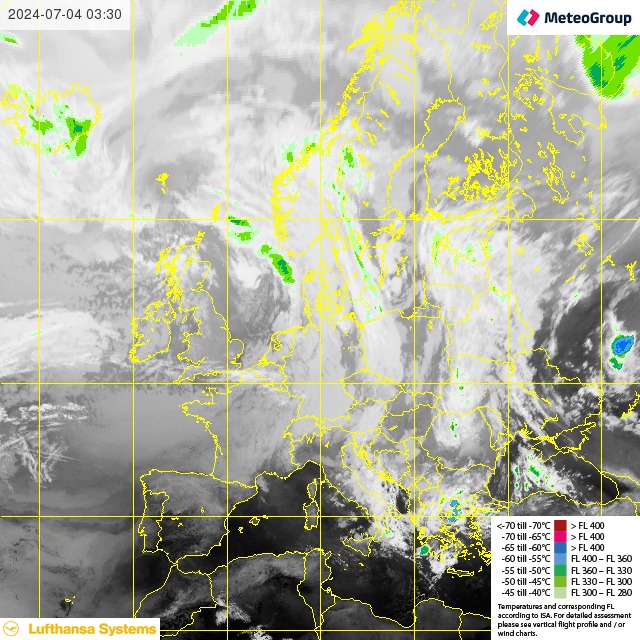 2024-07-04 03:30
MeteoGroup
<-70 till -70°C > FL 400
-70 till -65°C > FL 400
-65 till -60°C > FL 400
-60 till -55°C FL 400 - FL 360
-55 till -50°C FL 360 - FL 330
-50 till -45°C FL 330 - FL 300
-45 till -40°C FL 300 - FL 280
Temperatures and corresponding FL
according to ISA. For detailed assessment
please see vertical flight profile and / or
wind charts.
Lufthansa Systems